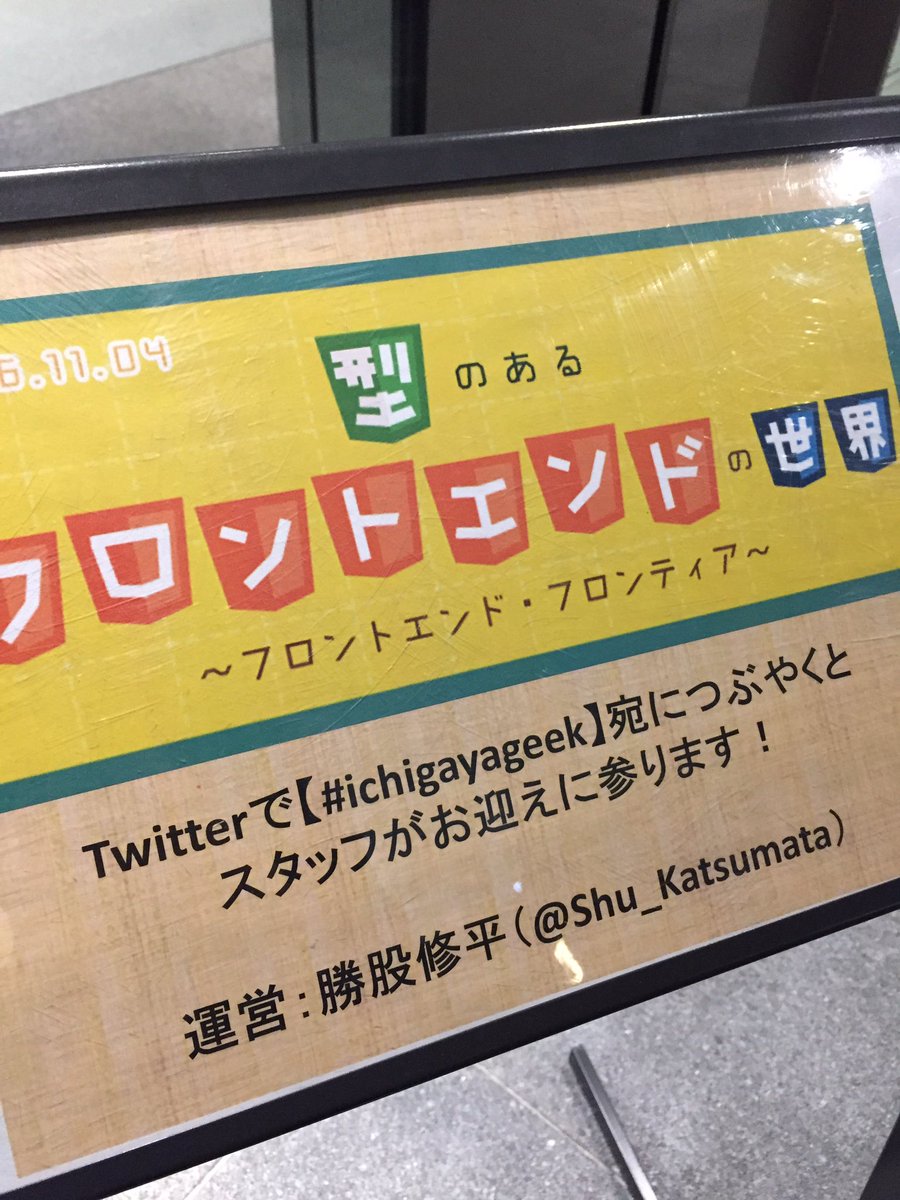 6.11.04
型のある
フロントエンドの世界
～フロントエンド・フロンティア～
Twitterで【#ichigayageek】宛につぶやくと
スタッフがお迎えに参ります！
運営：勝股修平（@Shu_Katsumata）